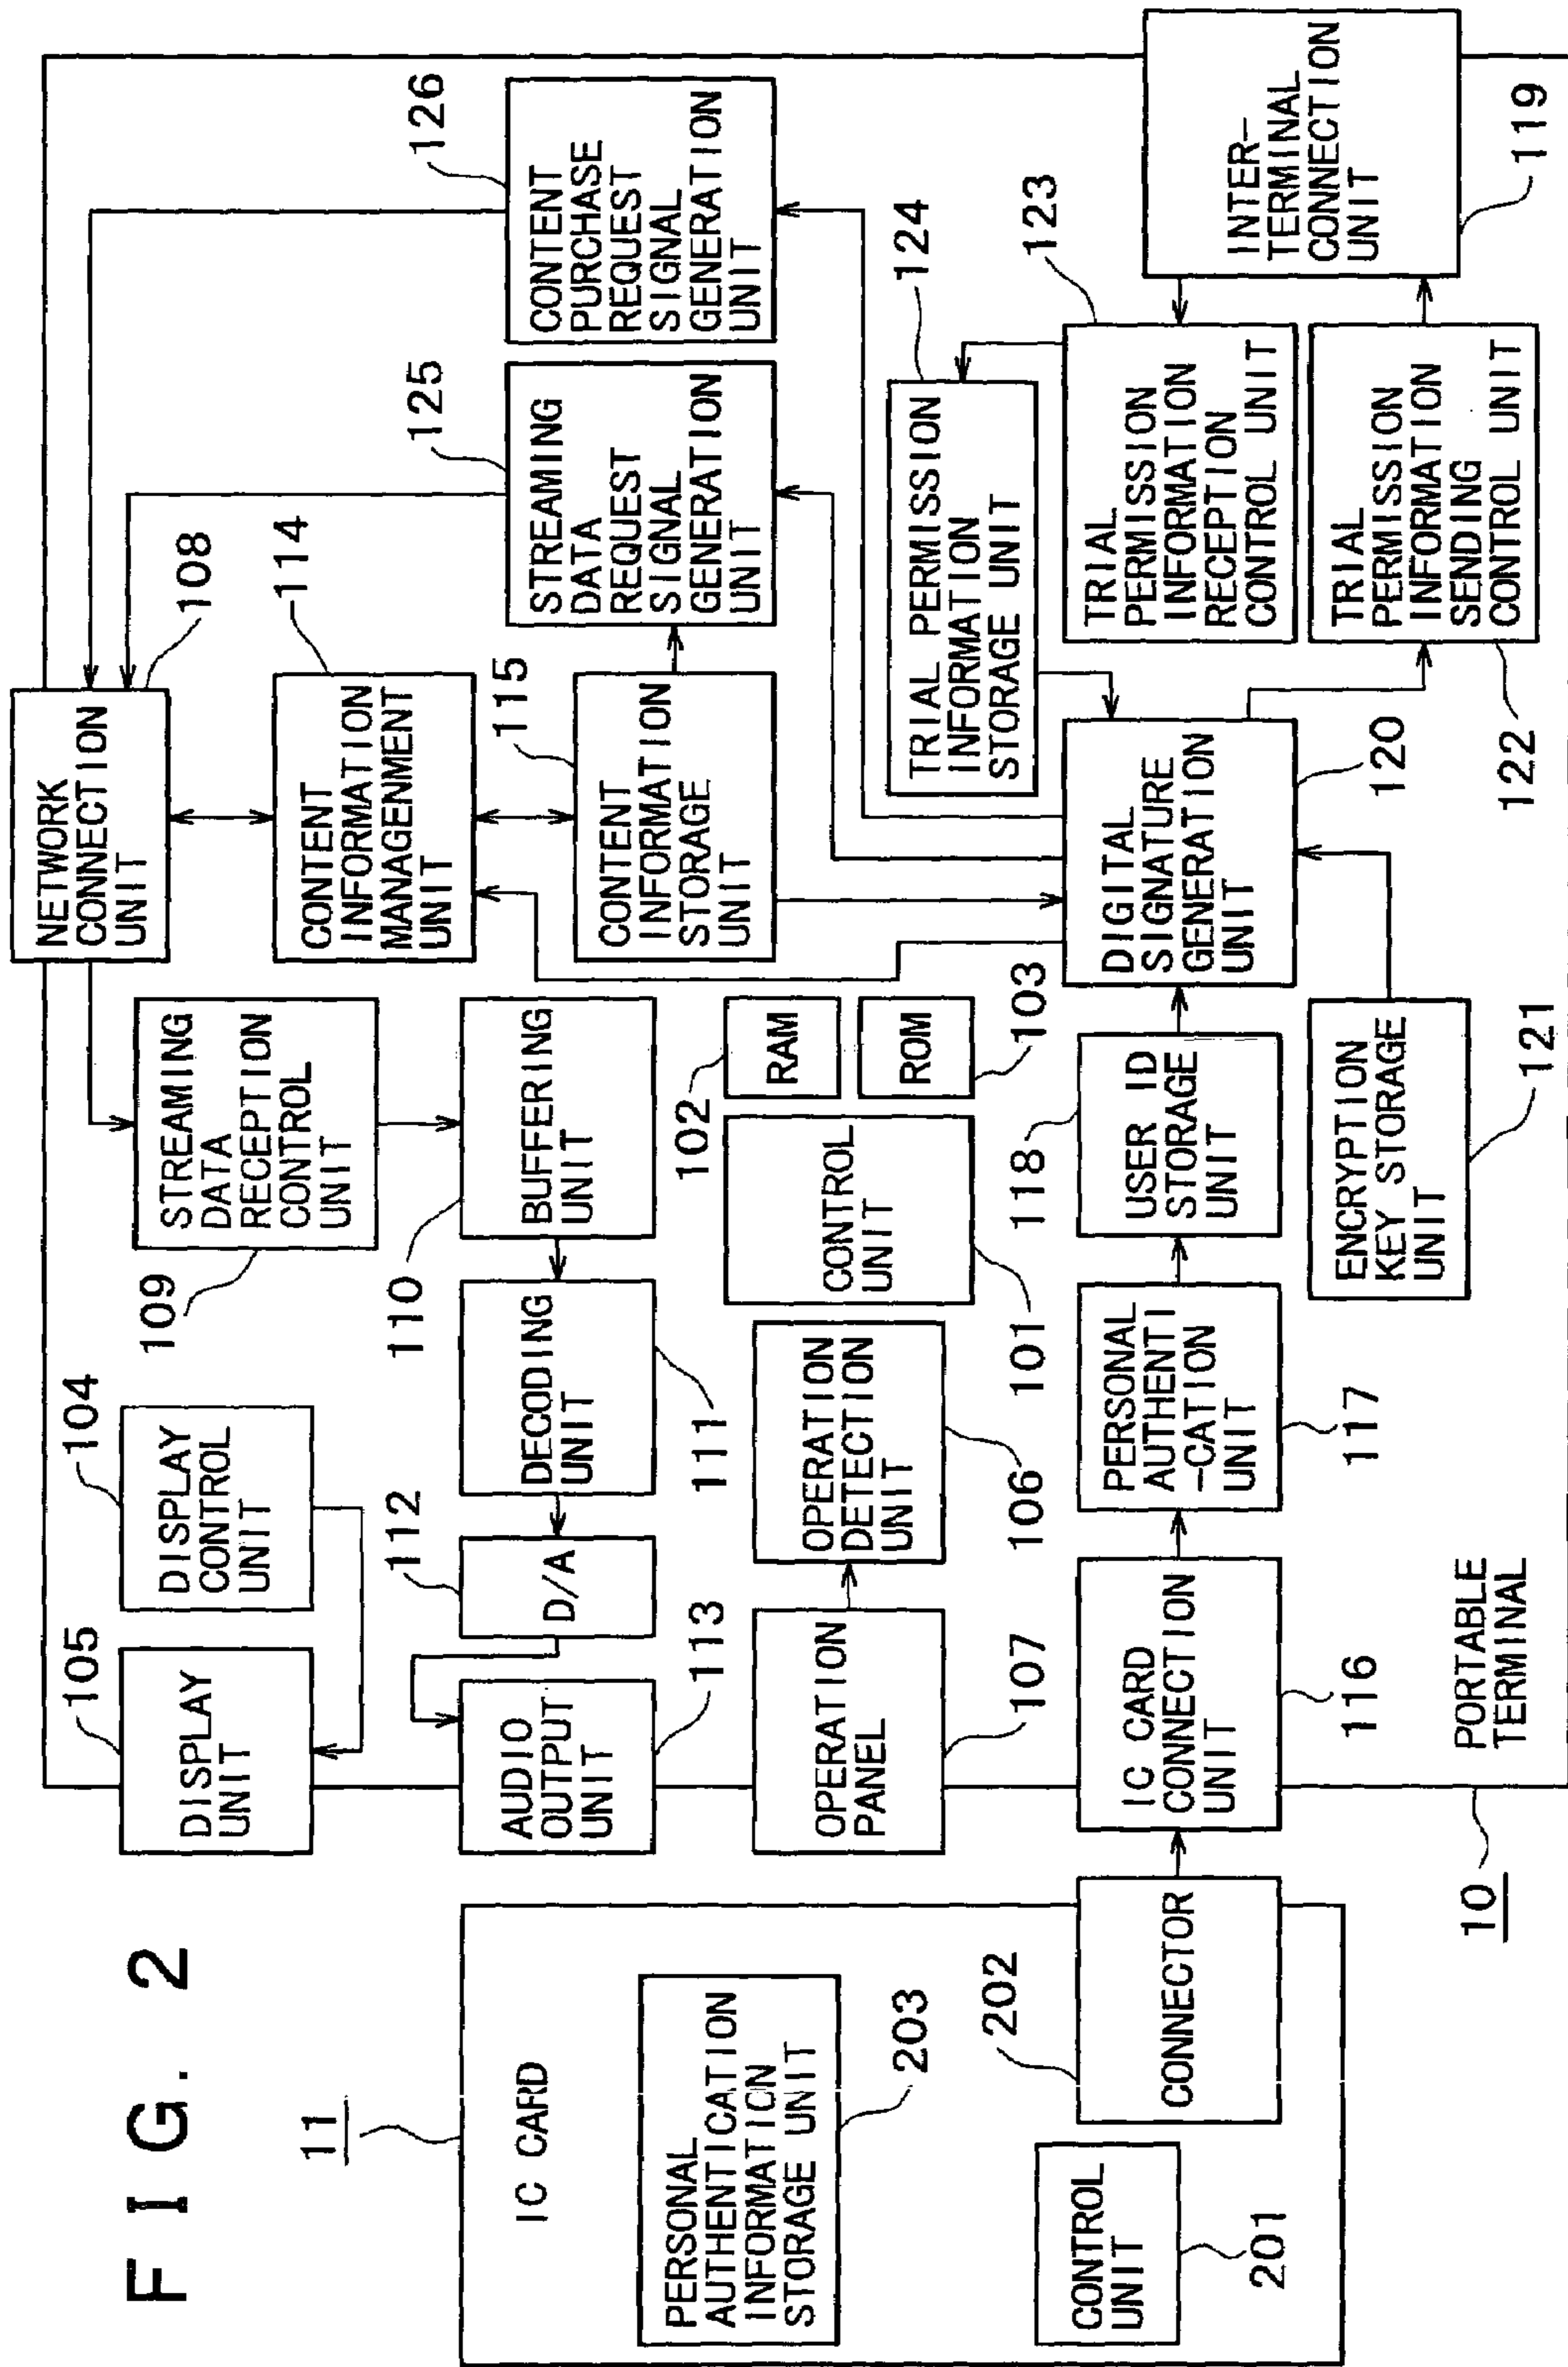 FIG. 2
11
IC CARD
PERSONAL
AUTHENTICATION
INFORMATION
STORAGE UNIT
203
CONTROL
UNIT
201
202
CONNECTOR
105
DISPLAY
UNIT
104
DISPLAY
CONTROL
UNIT
AUDIO
OUTPUT
UNIT
113
112
D/A
DECODING
UNIT
111
110
BUFFERING
UNIT
109
STREAMING
DATA
RECEPTION
CONTROL
UNIT
NETWORK
CONNECTION
UNIT
108
CONTENT
INFORMATION
MANAGENMENT
UNIT
114
CONTENT
INFORMATION
STORAGE
UNIT
115
STREAMING
DATA
REQUEST
SIGNAL
GENERATION
UNIT
125
CONTENT
PURCHASE
REQUEST
SIGNAL
GENERATION
UNIT
126
OPERATION
PANEL
107
OPERATION
DETECTION
UNIT
106
CONTROL
UNIT
101
102
RAM
ROM
103
TRIAL PERMISSION
INFORMATION
STORAGE UNIT
124
IC CARD
CONNECTION
UNIT
116
PERSONAL
AUTHENTI
-CATION
UNIT
117
118
USER ID
STORAGE
UNIT
DIGITAL
SIGNATURE
GENERATION
UNIT
120
TRIAL
PERMISSION
INFORMATION
RECEPTION
CONTROL UNIT
123
INTER-
TERMINAL
CONNECTION
UNIT
119
ENCRYPTION
KEY STORAGE
UNIT
121
TRIAL
PERMISSION
INFORMATION
SENDING
CONTROL UNIT
122
PORTABLE
TERMINAL
10